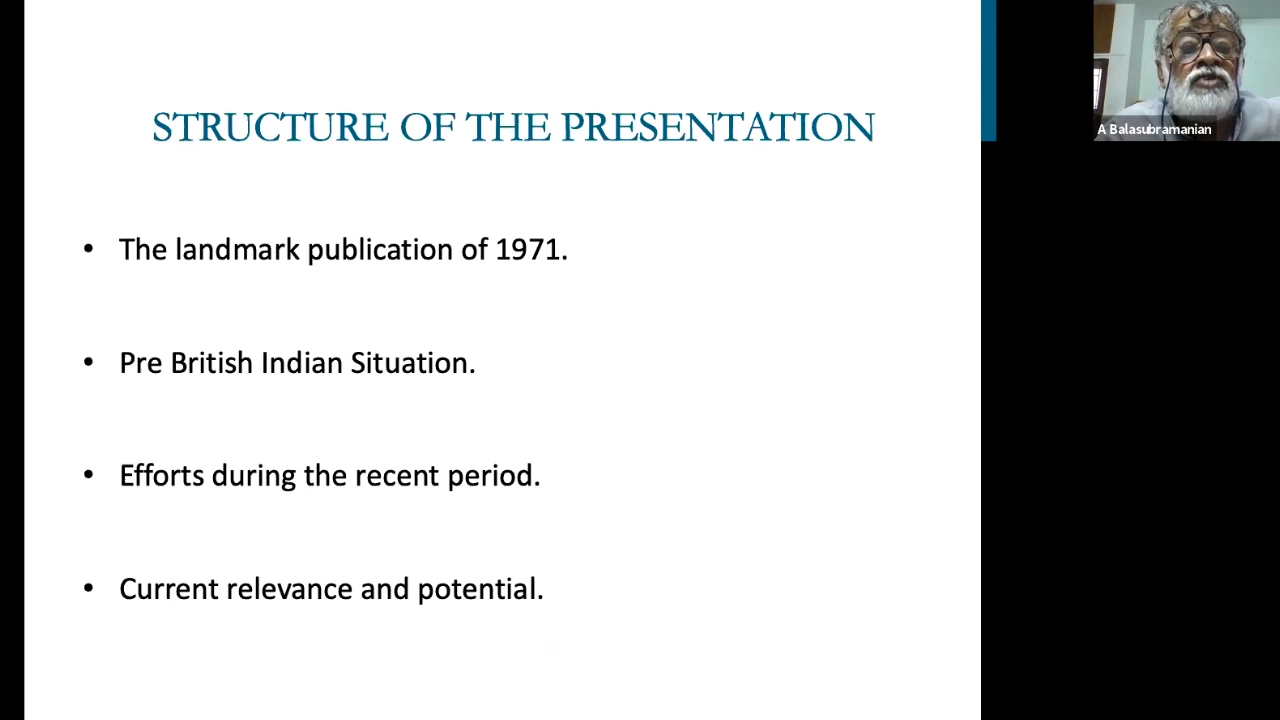 STRUCTURE OF THE PRESENTATION
• The landmark publication of 1971.
• Pre British Indian Situation.
• Efforts during the recent period.
• Current relevance and potential.
A Balasubramanian